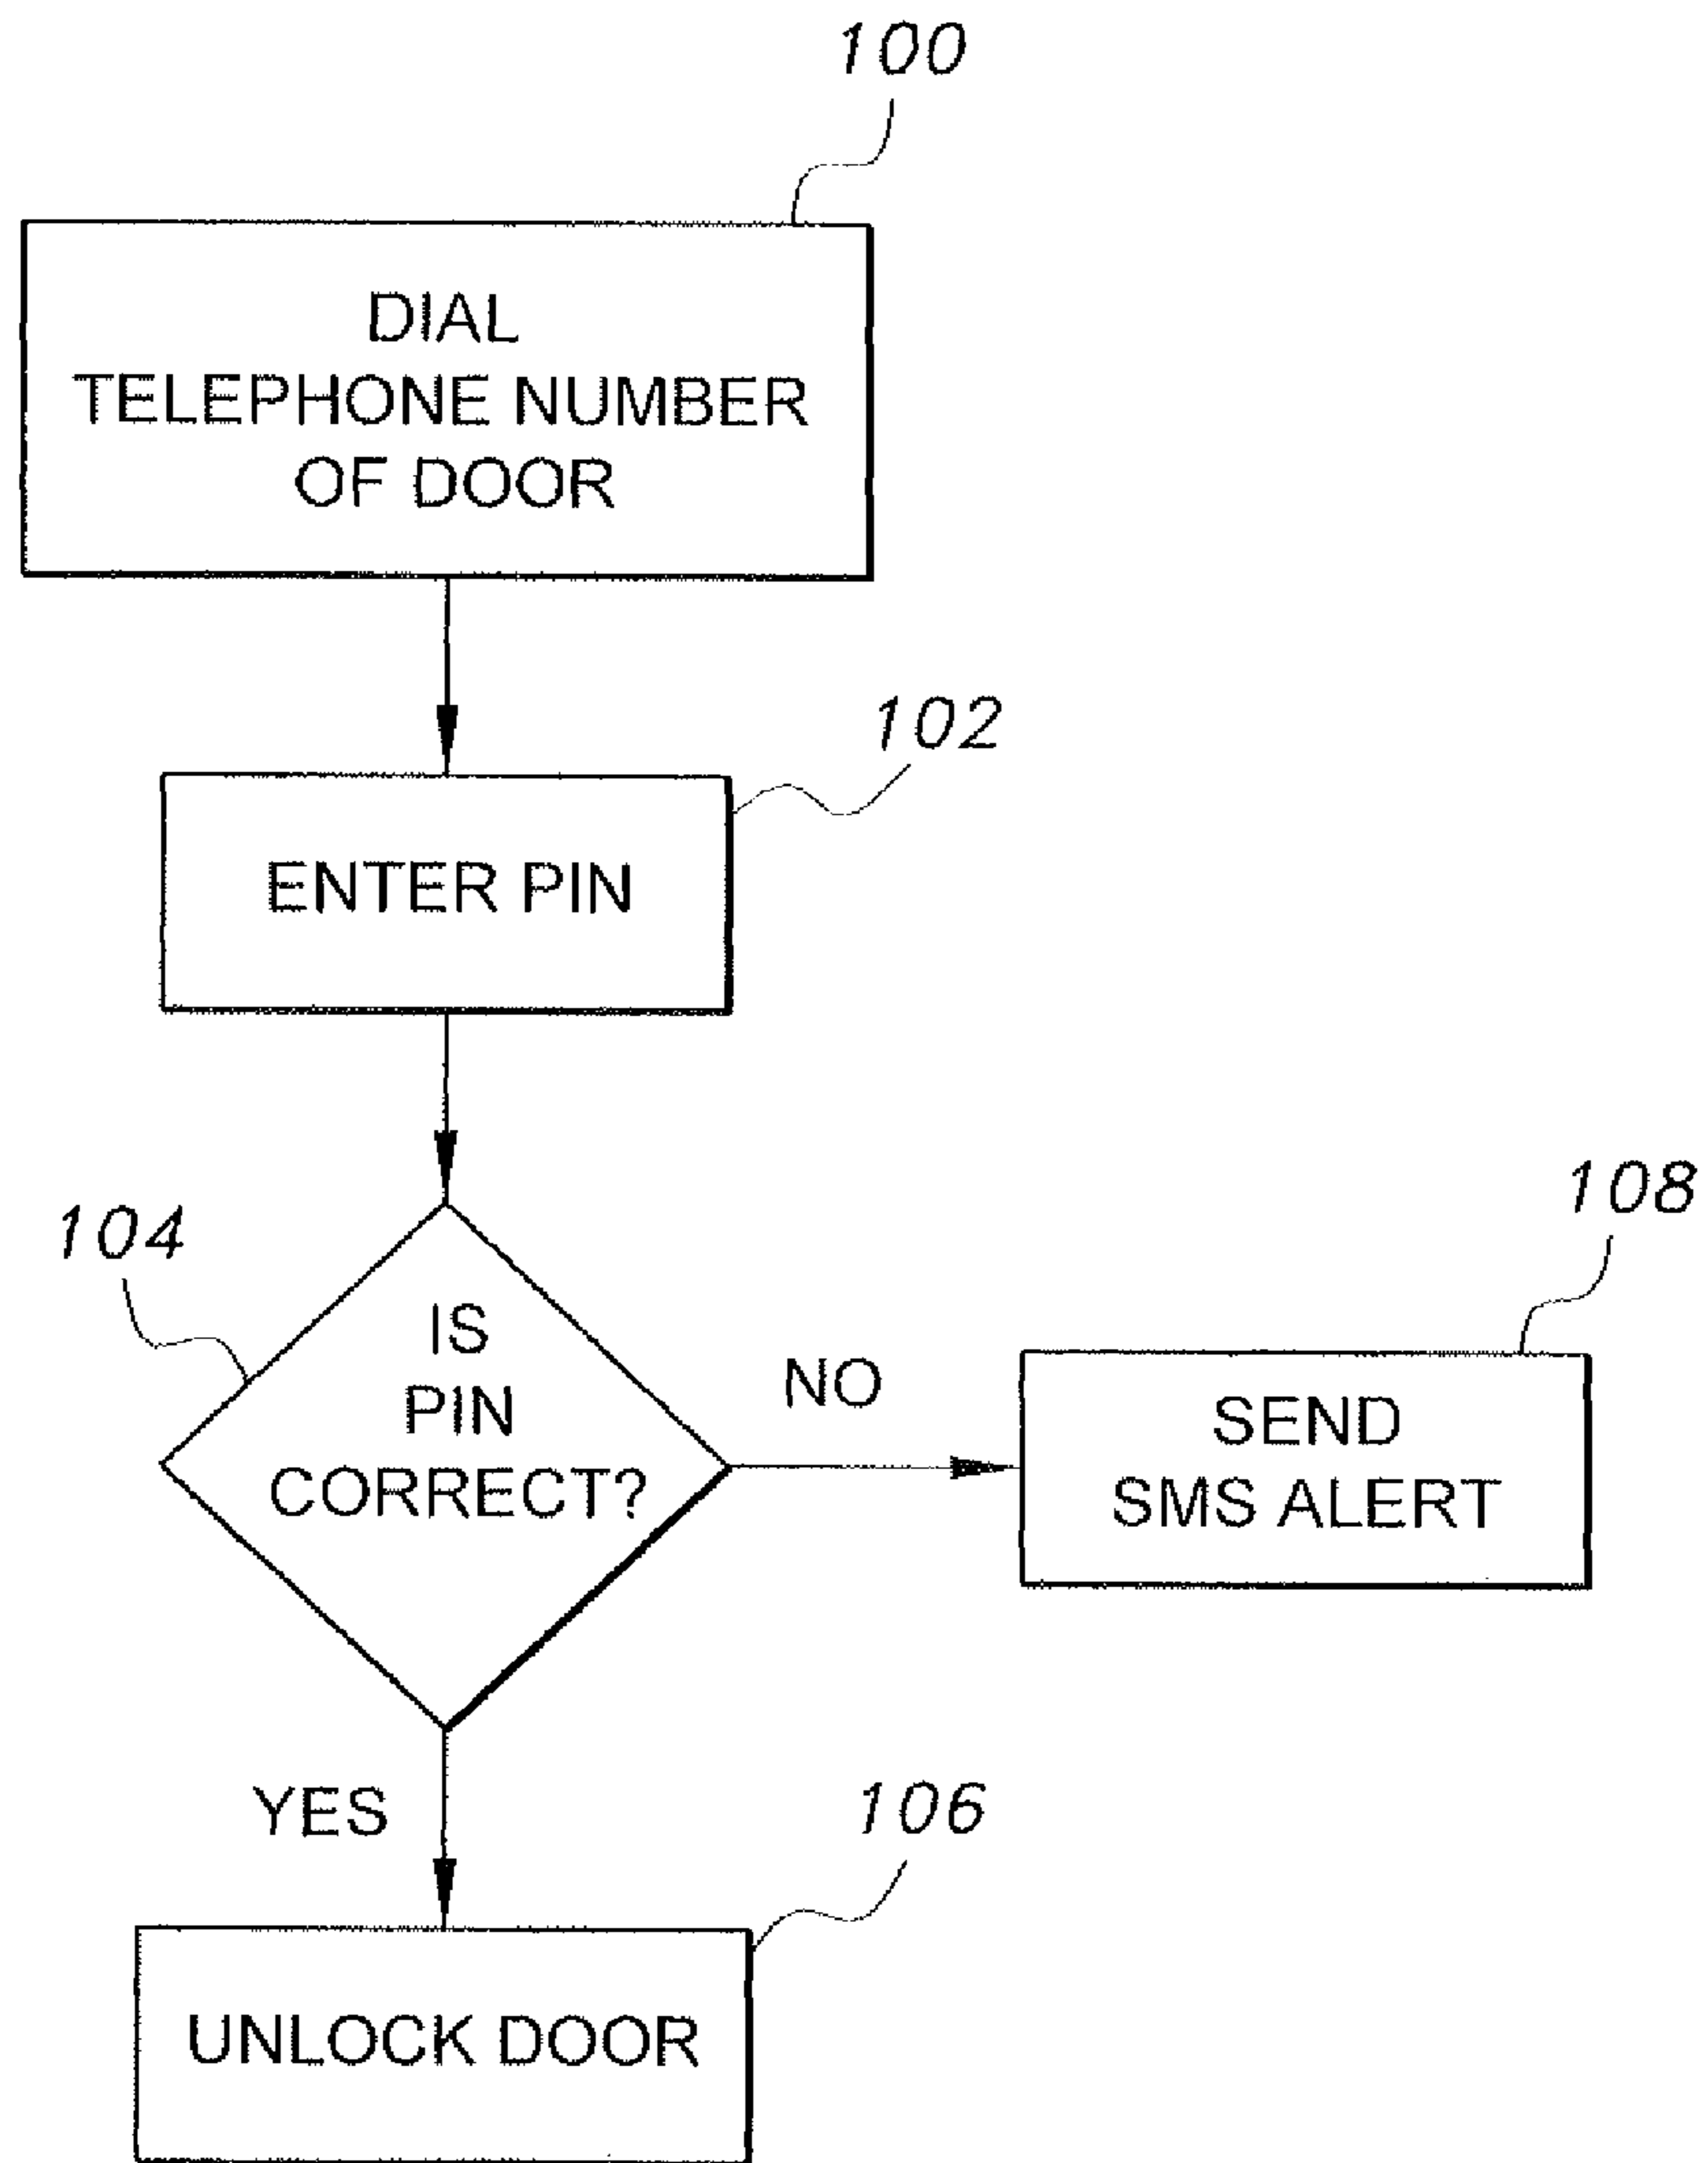 100
DIAL
TELEPHONE NUMBER
OF DOOR
102
ENTER PIN
104
IS
PIN
CORRECT?
NO
108
SEND
SMS ALERT
YES
106
UNLOCK DOOR